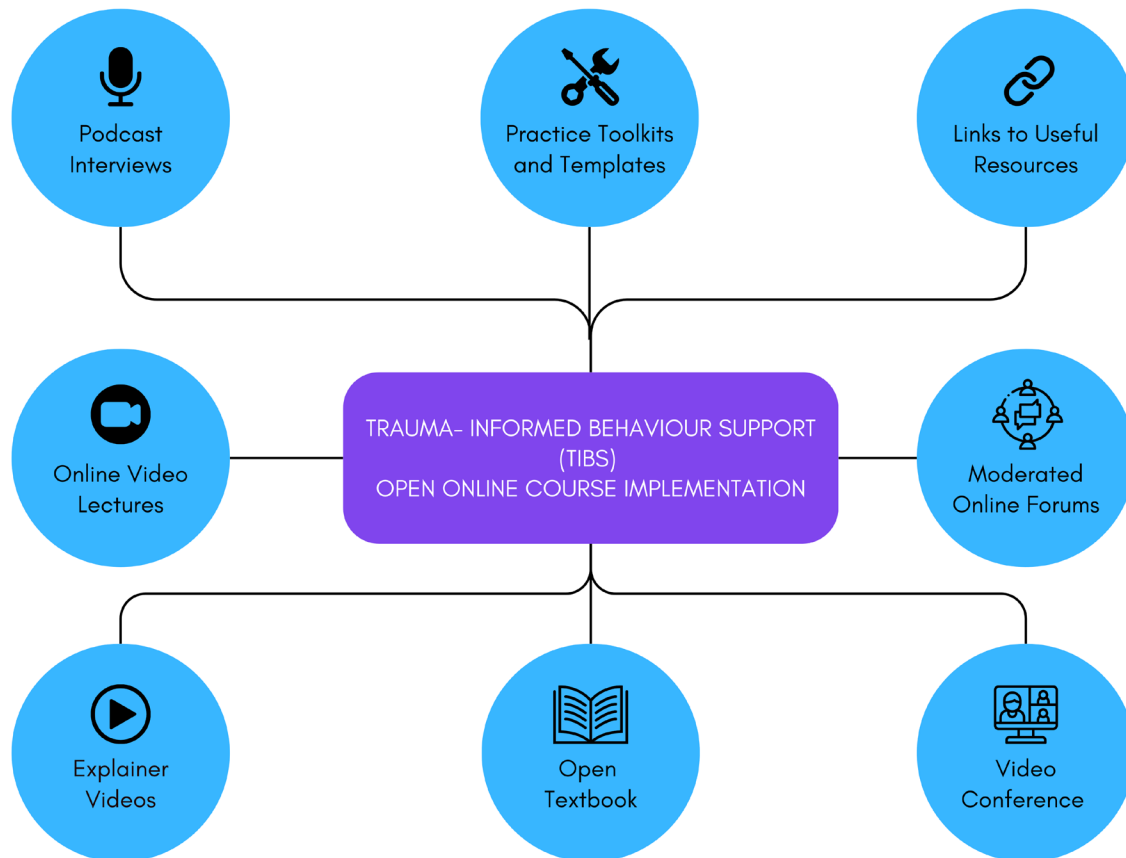 Podcast
Interviews
Practice Toolkits
and Templates
Links to Useful
Resources
Online Video
Lectures
TRAUMA- INFORMED BEHAVIOUR SUPPORT
(TIBS)
OPEN ONLINE COURSE IMPLEMENTATION
Moderated
Online Forums
Explainer
Videos
Open
Textbook
Video
Conference